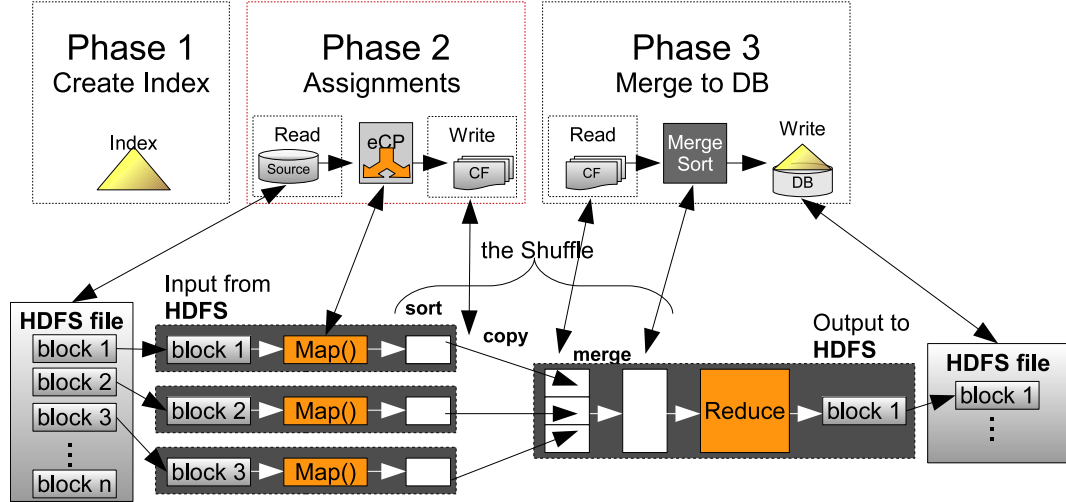 Phase 1
Create Index
Index
Phase 2
Assignments
Read
Source
eCP
Write
CF
Phase 3
Merge to DB
Read
CF
Merge
Sort
Write
DB
the Shuffle
Input from
HDFS
sort
copy
merge
Output to
HDFS
HDFS file
block 1
block 2
block 3
block n
block 1
Map()
block 2
Map()
block 3
Map()
Reduce
block 1
HDFS file
block 1